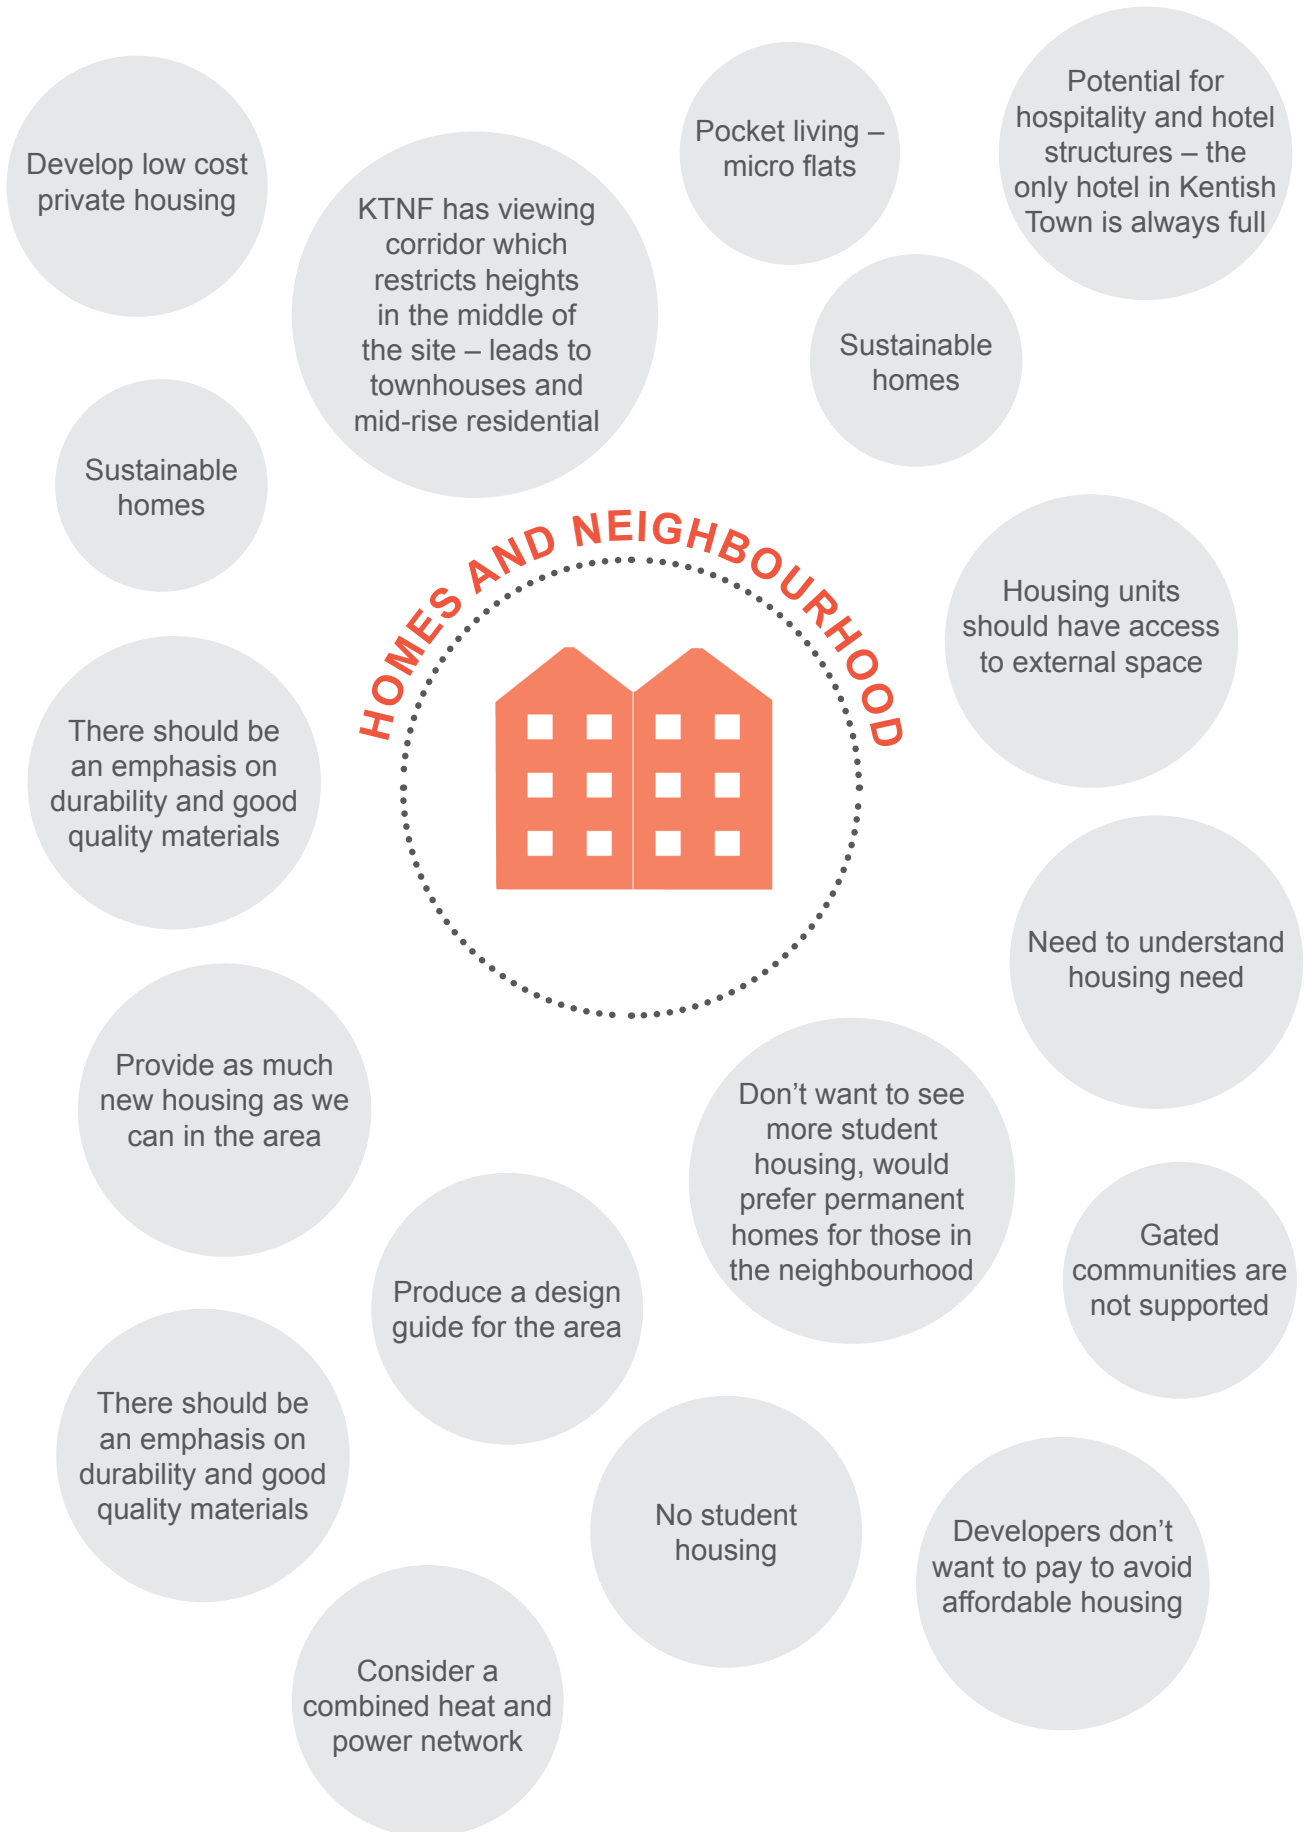 Potential for
hospitality and hotel
structures – the
only hotel in Kentish
Town is always full
Pocket living –
micro flats
Develop low cost
private housing
KTNF has viewing
corridor which
restricts heights
in the middle of
the site – leads to
townhouses and
mid-rise residential
Sustainable
homes
Sustainable
homes
HOMES AND NEIGHBOURHOOD
Housing units
should have access
to external space
There should be
an emphasis on
durability and good
quality materials
Need to understand
housing need
Provide as much
new housing as we
can in the area
Don’t want to see
more student
housing, would
prefer permanent
homes for those in
the neighbourhood
Gated
communities are
not supported
Produce a design
guide for the area
There should be
an emphasis on
durability and good
quality materials
No student
housing
Developers don’t
want to pay to avoid
affordable housing
Consider a
combined heat and
power network